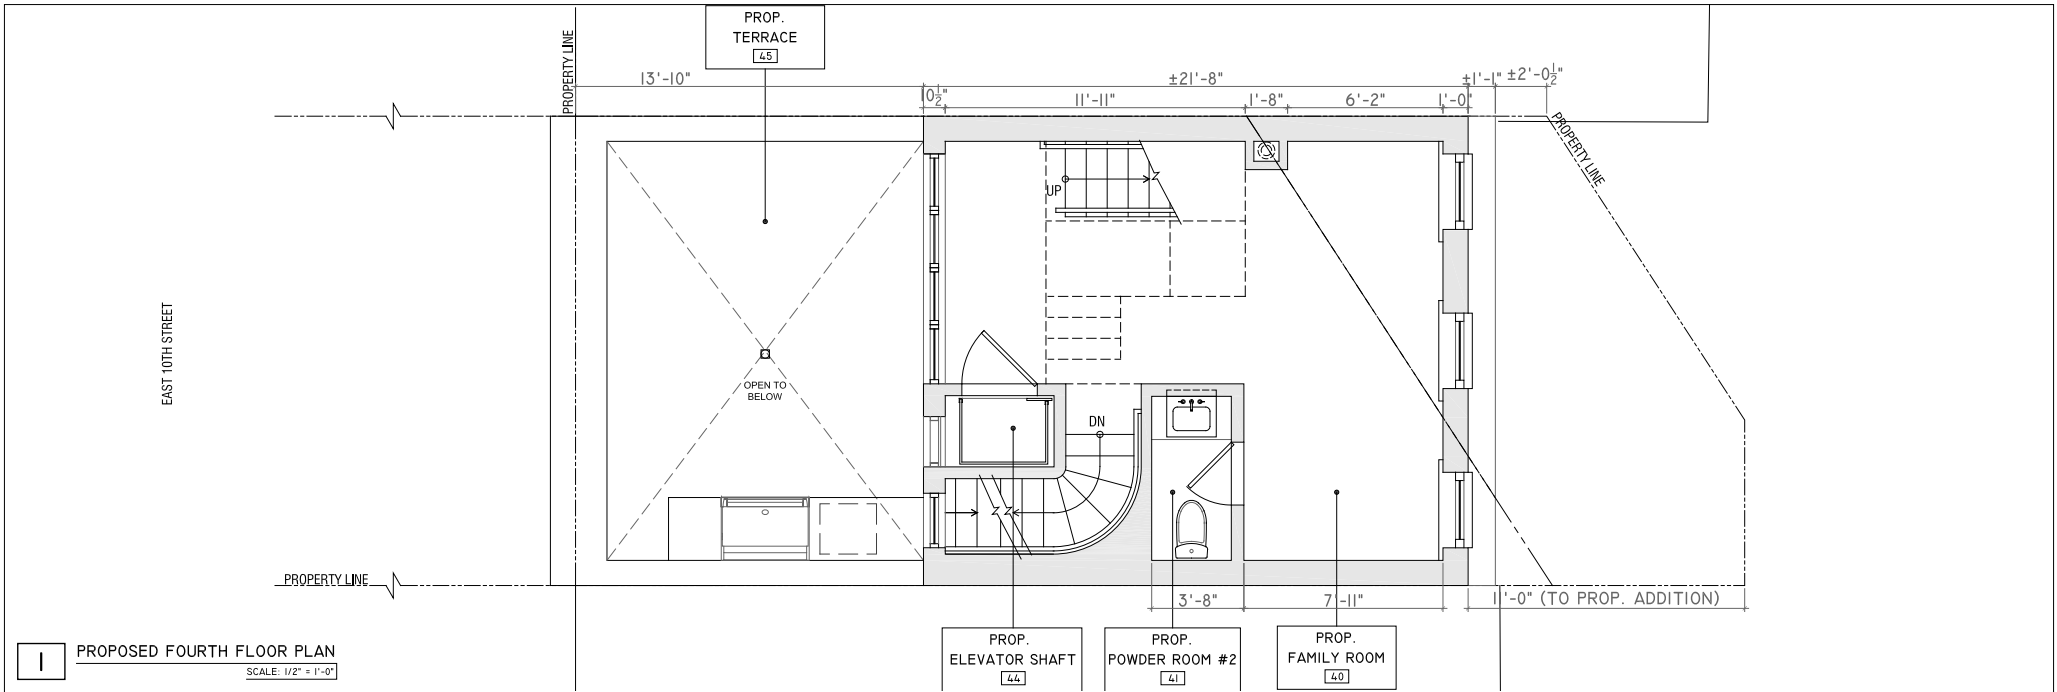 PROP.
TERRACE
45
PROPERTY LINE
13'-10"
±21'-8"
±1'-1"
±2'-0½"
10½"
11'-11"
1'-8"
6'-2"
1'-0"
PROPERTY LINE
UP
EAST 10TH STREET
OPEN TO
BELOW
DN
PROPERTY LINE
3'-8"
7'-11"
11'-0" (TO PROP. ADDITION)
PROP.
ELEVATOR SHAFT
44
PROP.
POWDER ROOM #2
41
PROP.
FAMILY ROOM
40
1
PROPOSED FOURTH FLOOR PLAN
SCALE: 1/2" = 1'-0"